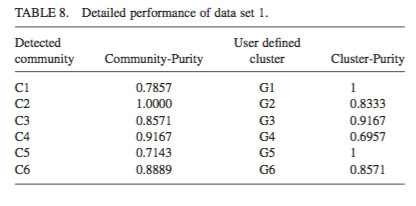 TABLE 8. Detailed performance of data set 1.
Detected community Community-Purity User defined cluster Cluster-Purity
C1 0.7857 G1 1
C2 1.0000 G2 0.8333
C3 0.8571 G3 0.9167
C4 0.9167 G4 0.6957
C5 0.7143 G5 1
C6 0.8889 G6 0.8571